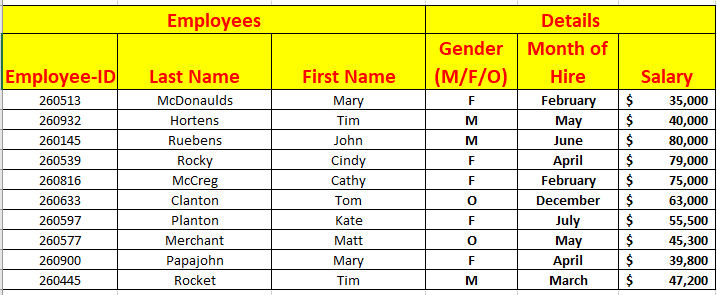 Employees Details
Employee-ID Last Name First Name Gender (M/F/O) Month of Hire Salary
260513 McDonaulds Mary F February $ 35,000
260932 Hortens Tim M May $ 40,000
260145 Ruebens John M June $ 80,000
260539 Rocky Cindy F April $ 79,000
260816 McCreg Cathy F February $ 75,000
260633 Clanton Tom O December $ 63,000
260597 Planton Kate F July $ 55,500
260577 Merchant Matt O May $ 45,300
260900 Papajohn Mary F April $ 39,800
260445 Rocket Tim M March $ 47,200